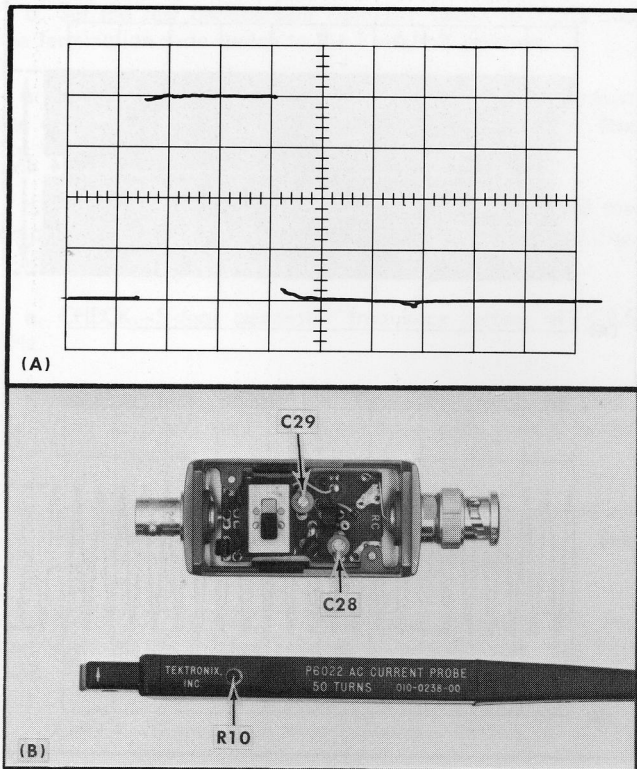 (A)
C29
C28
TEKTRONIX, INC
P6022 AC CURRENT PROBE
50 TURNS 010-0238-00
R10
(B)